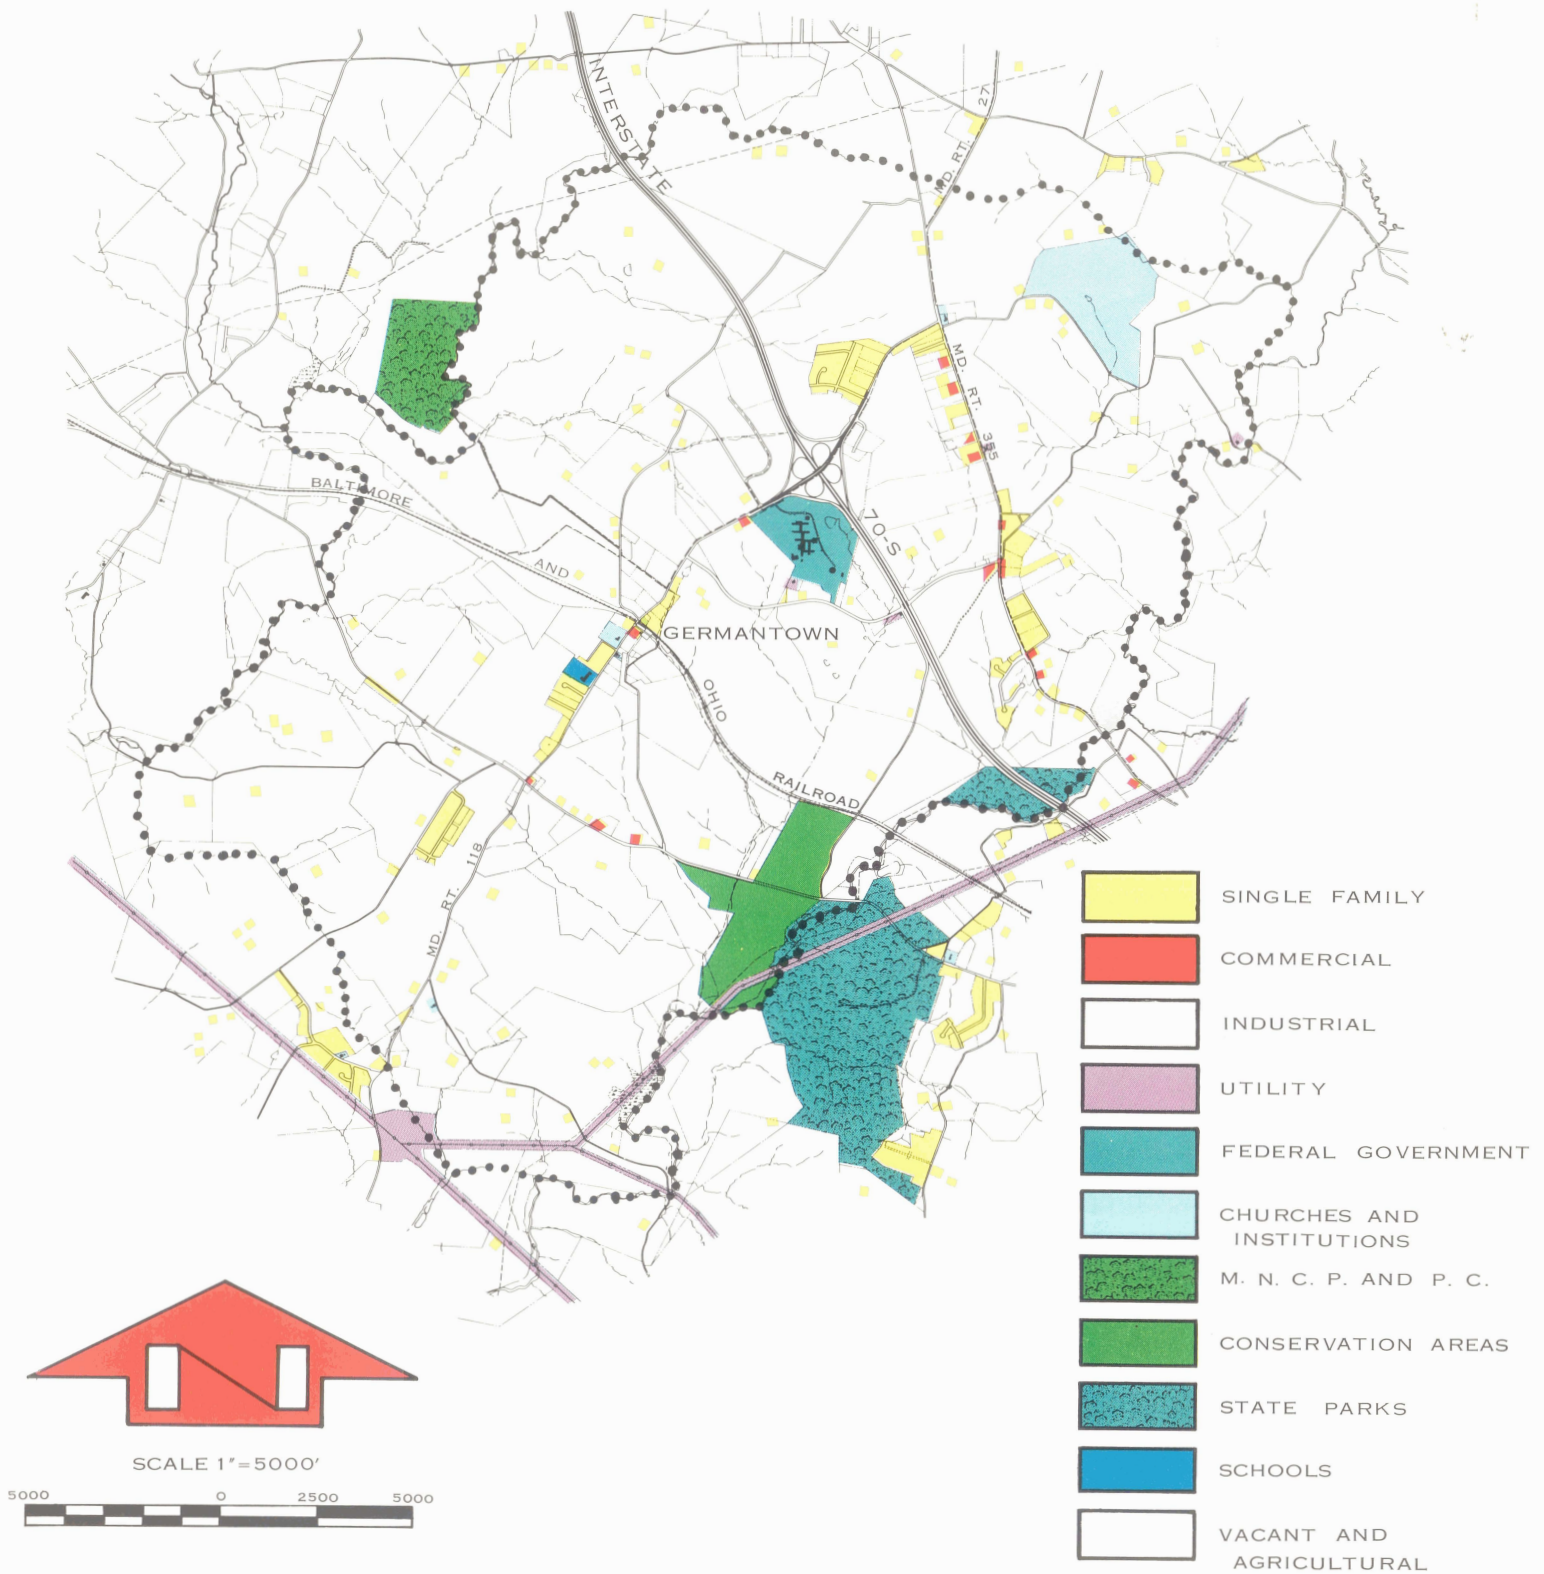 INTERSTATE
27
MD. RT.
MD. RT. 355
BALTIMORE
AND
70-S
GERMANTOWN
OHIO
RAILROAD
MD. RT. 118
SINGLE FAMILY
COMMERCIAL
INDUSTRIAL
UTILITY
FEDERAL GOVERNMENT
CHURCHES AND
INSTITUTIONS
M. N. C. P. AND P. C.
CONSERVATION AREAS
STATE PARKS
SCHOOLS
VACANT AND
AGRICULTURAL
N
SCALE 1"=5000'
5000 0 2500 5000